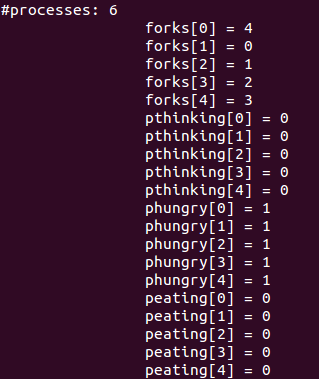 #processes: 6
forks[0] = 4
forks[1] = 0
forks[2] = 1
forks[3] = 2
forks[4] = 3
pthinking[0] = 0
pthinking[1] = 0
pthinking[2] = 0
pthinking[3] = 0
pthinking[4] = 0
phungry[0] = 1
phungry[1] = 1
phungry[2] = 1
phungry[3] = 1
phungry[4] = 1
peating[0] = 0
peating[1] = 0
peating[2] = 0
peating[3] = 0
peating[4] = 0